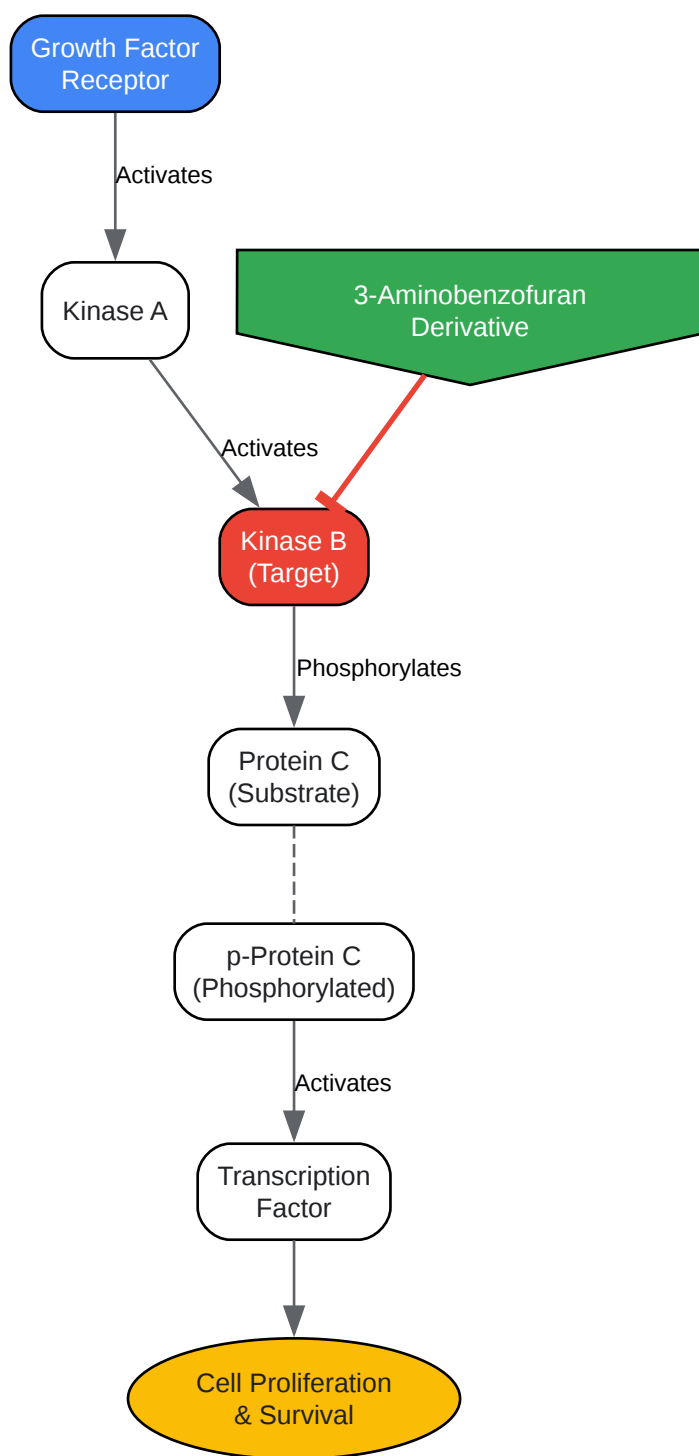 Growth Factor
Receptor
Activates
Kinase A
3-Aminobenzofuran
Derivative
Activates
Kinase B
(Target)
Phosphorylates
Protein C
(Substrate)
p-Protein C
(Phosphorylated)
Activates
Transcription
Factor
Cell Proliferation
& Survival